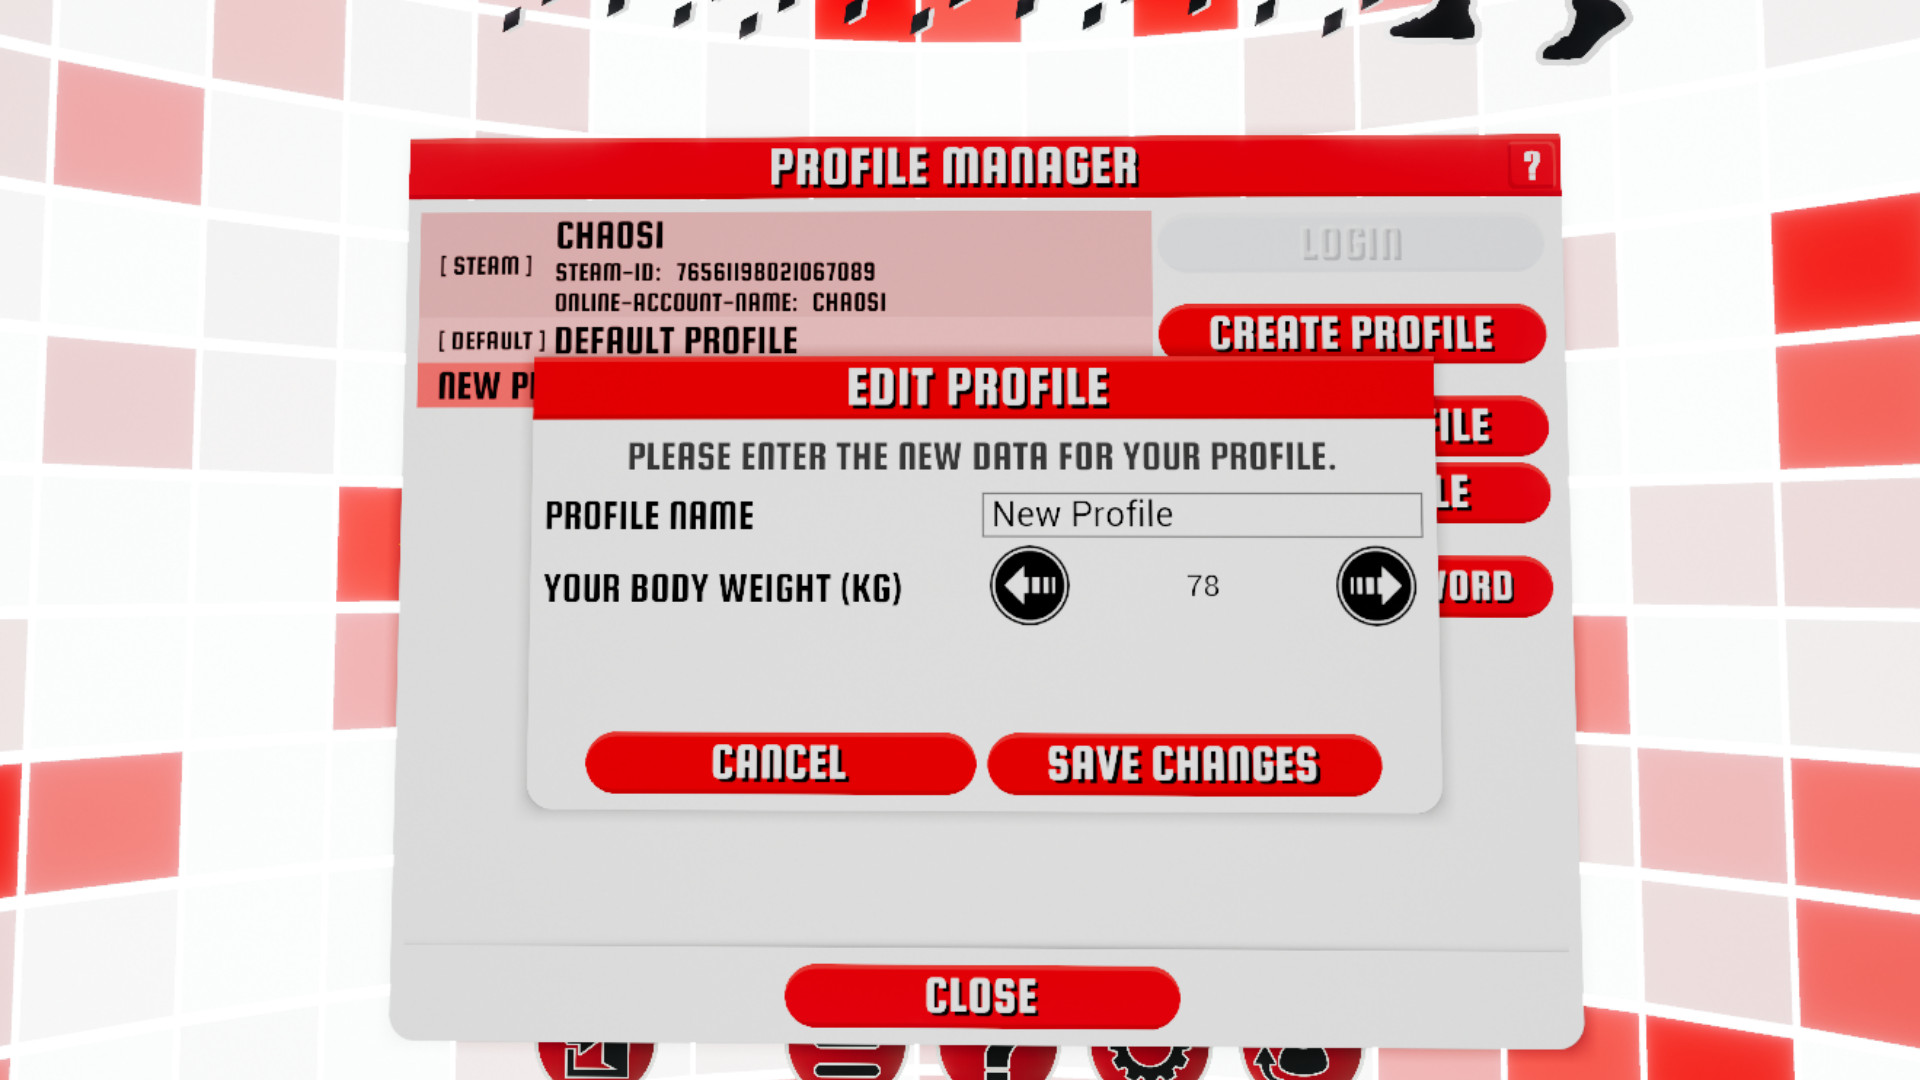 PROFILE MANAGER
?
[ STEAM ]
CHAOSI
STEAM-ID: 76561198021067089
ONLINE-ACCOUNT-NAME: CHAOSI
LOGIN
[ DEFAULT ] DEFAULT PROFILE
CREATE PROFILE
NEW
EDIT PROFILE
PLEASE ENTER THE NEW DATA FOR YOUR PROFILE.
PROFILE NAME
New Profile
YOUR BODY WEIGHT (KG)
78
CANCEL
SAVE CHANGES
CLOSE